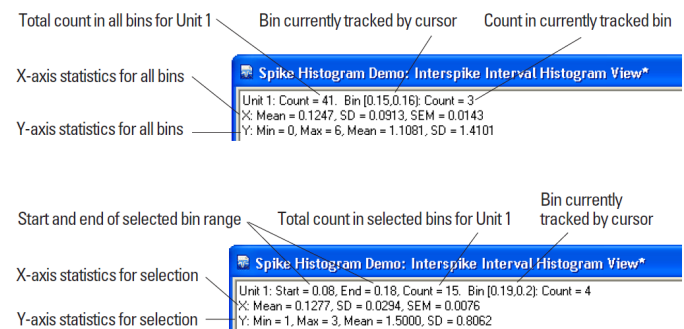 Total count in all bins for Unit 1
Bin currently tracked by cursor
Count in currently tracked bin
X-axis statistics for all bins
Spike Histogram Demo: Interspike Interval Histogram View*
Unit 1: Count = 41. Bin [0.15,0.16): Count = 3
X: Mean = 0.1247, SD = 0.0913, SEM = 0.0143
Y-axis statistics for all bins
Y: Min = 0, Max = 6, Mean = 1.1081, SD = 1.4101
Bin currently
Start and end of selected bin range
Total count in selected bins for Unit 1
tracked by cursor
Spike Histogram Demo: Interspike Interval Histogram View*
X-axis statistics for selection
Unit 1: Start = 0.08, End = 0.18, Count = 15. Bin [0.19,0.2): Count = 4
X: Mean = 0.1277, SD = 0.0294, SEM = 0.0076
Y-axis statistics for selection
Y: Min = 1, Max = 3, Mean = 1.5000, SD = 0.8062